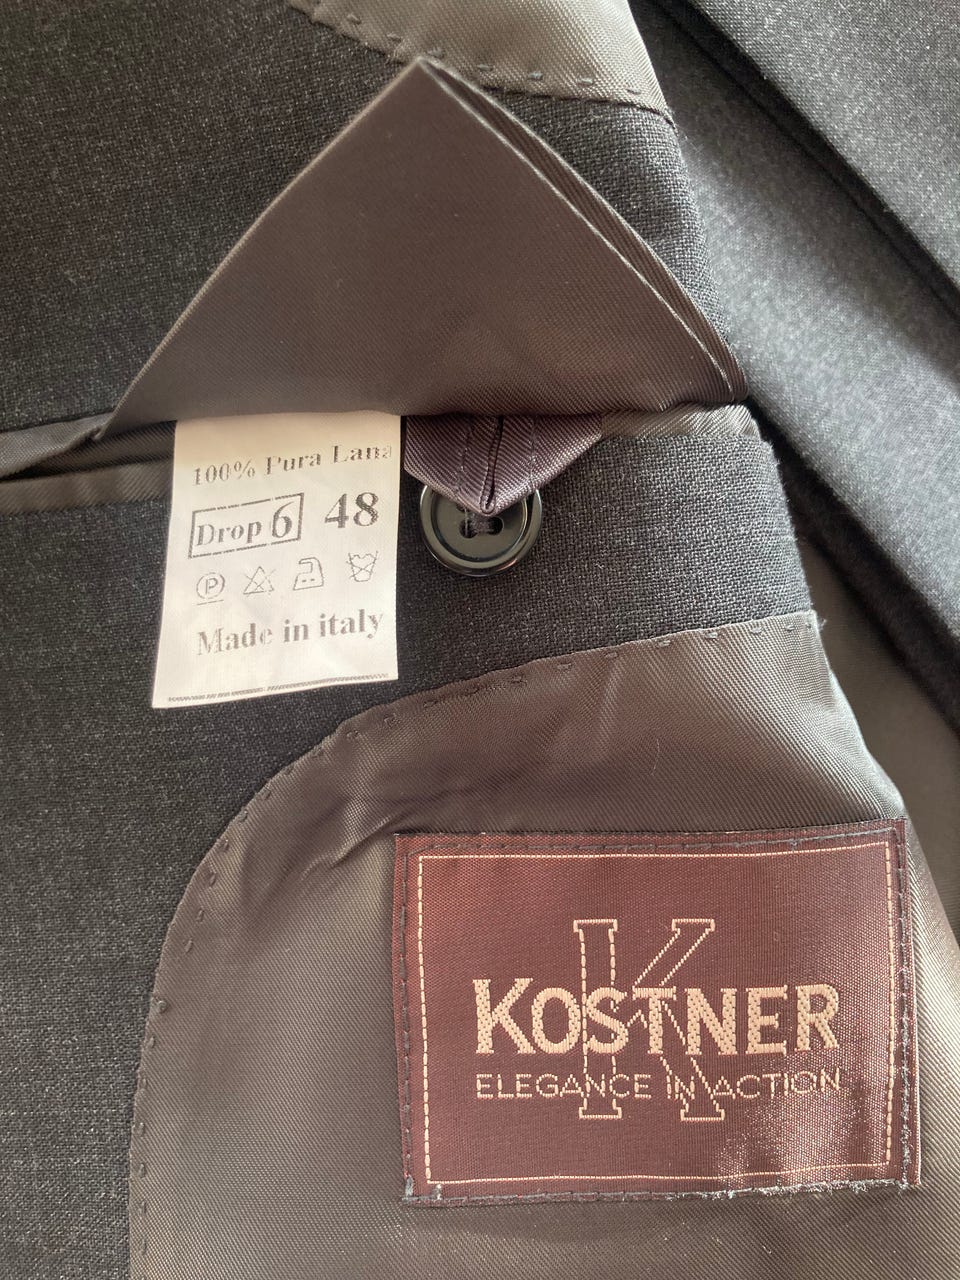 100% Pura Lana
Drop 6 48
P
Made in italy
K
KOSTNER
ELEGANCE IN ACTION